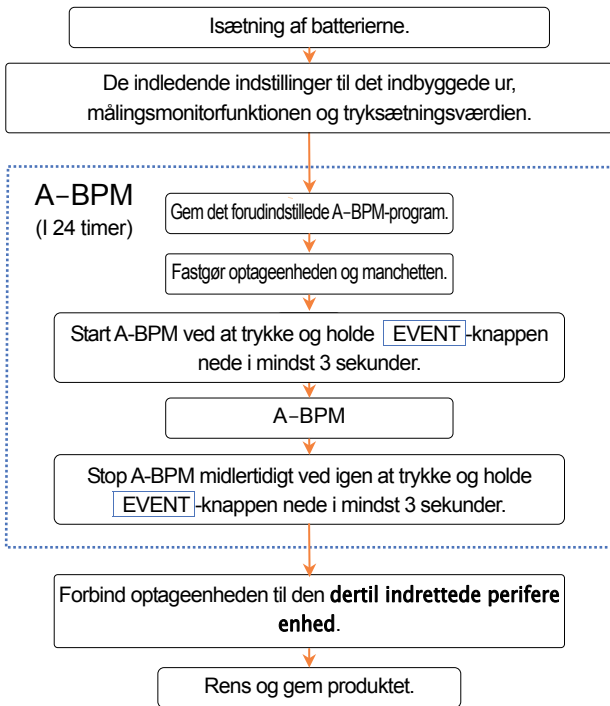 Isætning af batterierne.
De indledende indstillinger til det indbyggede ur,
målingsmonitorfunktionen og tryksætningsværdien.
A-BPM
(I 24 timer)
Gem det forudindstillede A-BPM-program.
Fastgør optageenheden og manchetten.
Start A-BPM ved at trykke og holde EVENT-knappen
nede i mindst 3 sekunder.
A-BPM
Stop A-BPM midlertidigt ved igen at trykke og holde
EVENT-knappen nede i mindst 3 sekunder.
Forbind optageenheden til den dertil indrettede perifere
enhed.
Rens og gem produktet.